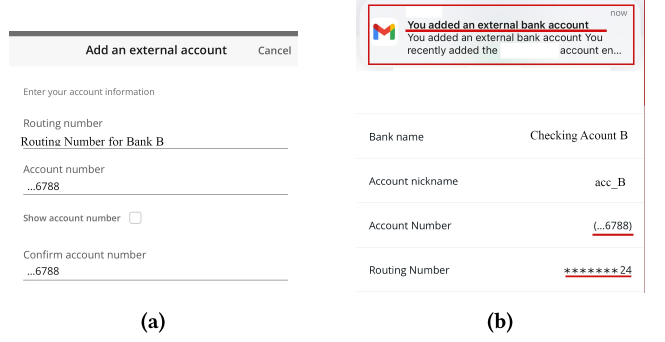 Add an external account
Cancel
Enter your account information
Routing number
Routing Number for Bank B
Account number
...6788
Show account number
Confirm account number
...6788
(a)
now
You added an external bank account
You added an external bank account You
recently added the account en...
Bank name
Checking Acount B
Account nickname
acc_B
Account Number
(...6788)
Routing Number
*******24
(b)